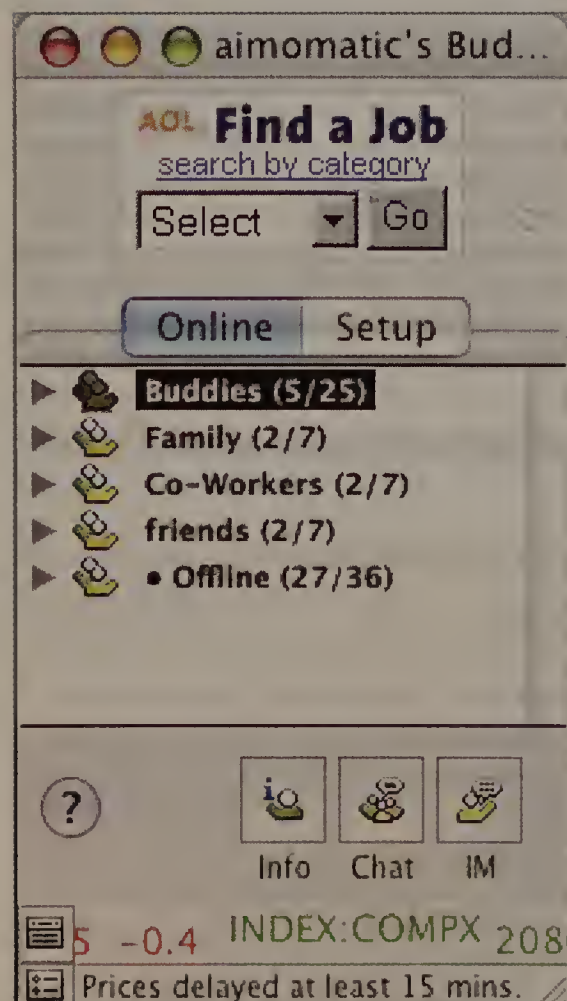 aimomatic's Bud...
AOL Find a Job
search by category
Select Go
Online Setup
Buddies (5/25)
Family (2/7)
Co-Workers (2/7)
friends (2/7)
• Offline (27/36)
?
i
Info Chat IM
5 -0.4 INDEX:COMPX 208
Prices delayed at least 15 mins.